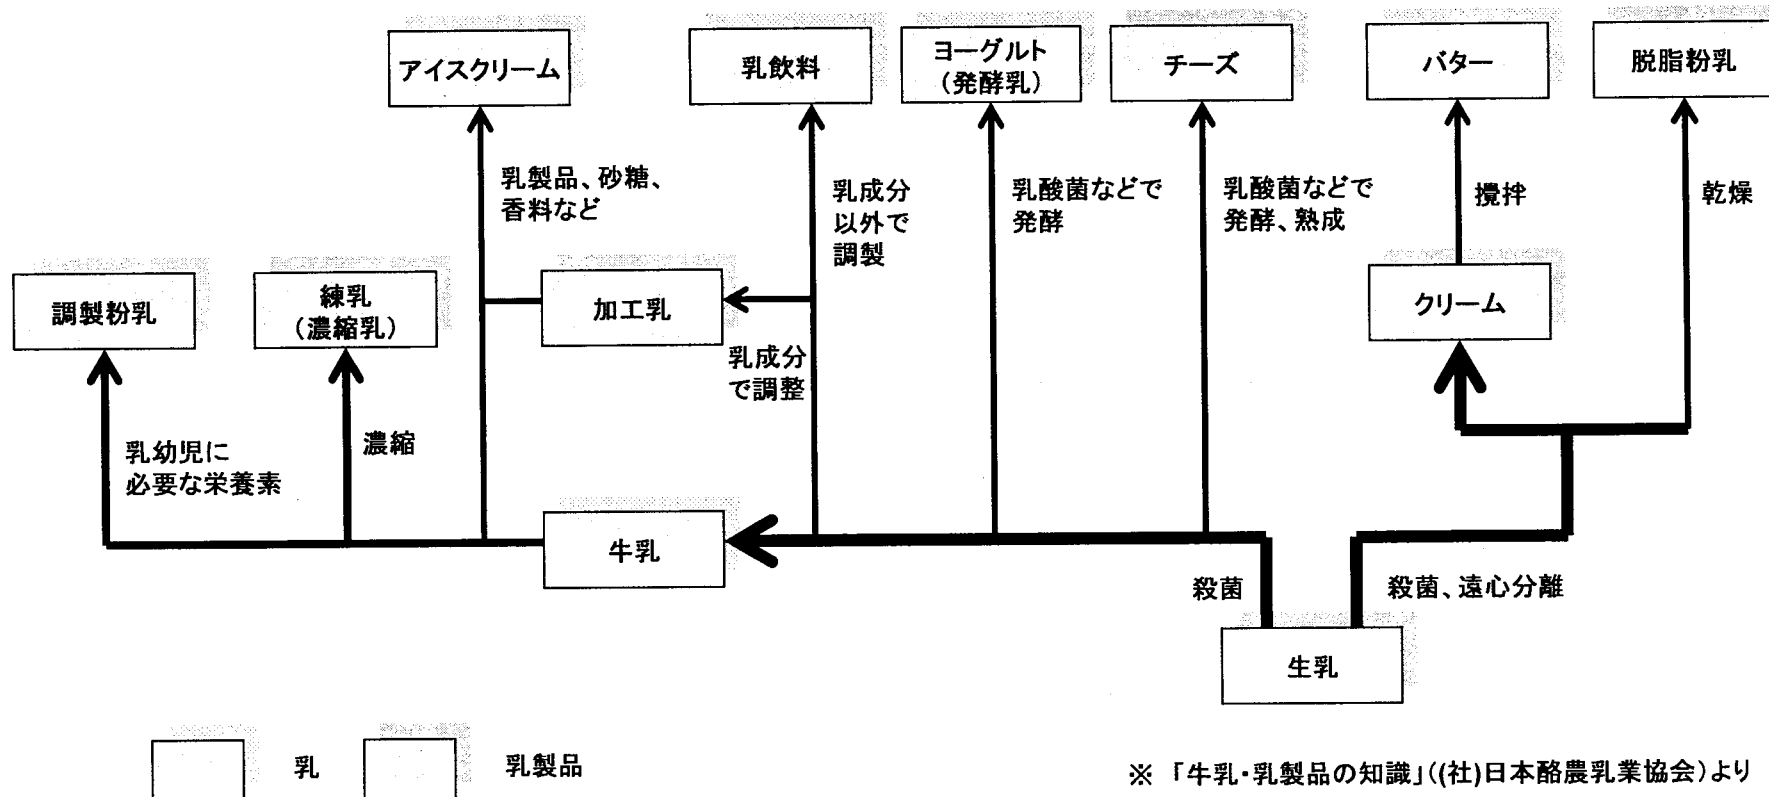 アイスクリーム
乳飲料
ヨーグルト
(発酵乳)
チーズ
バター
脱脂粉乳
乳製品、砂糖、
香料など
乳成分
以外で
調製
乳酸菌などで
発酵
乳酸菌などで
発酵、熟成
攪拌
乾燥
調製粉乳
練乳
(濃縮乳)
加工乳
クリーム
乳成分
で調整
乳幼児に
必要な栄養素
濃縮
牛乳
殺菌
殺菌、遠心分離
生乳
乳
乳製品
※ 「牛乳・乳製品の知識」((社)日本酪農乳業協会)より